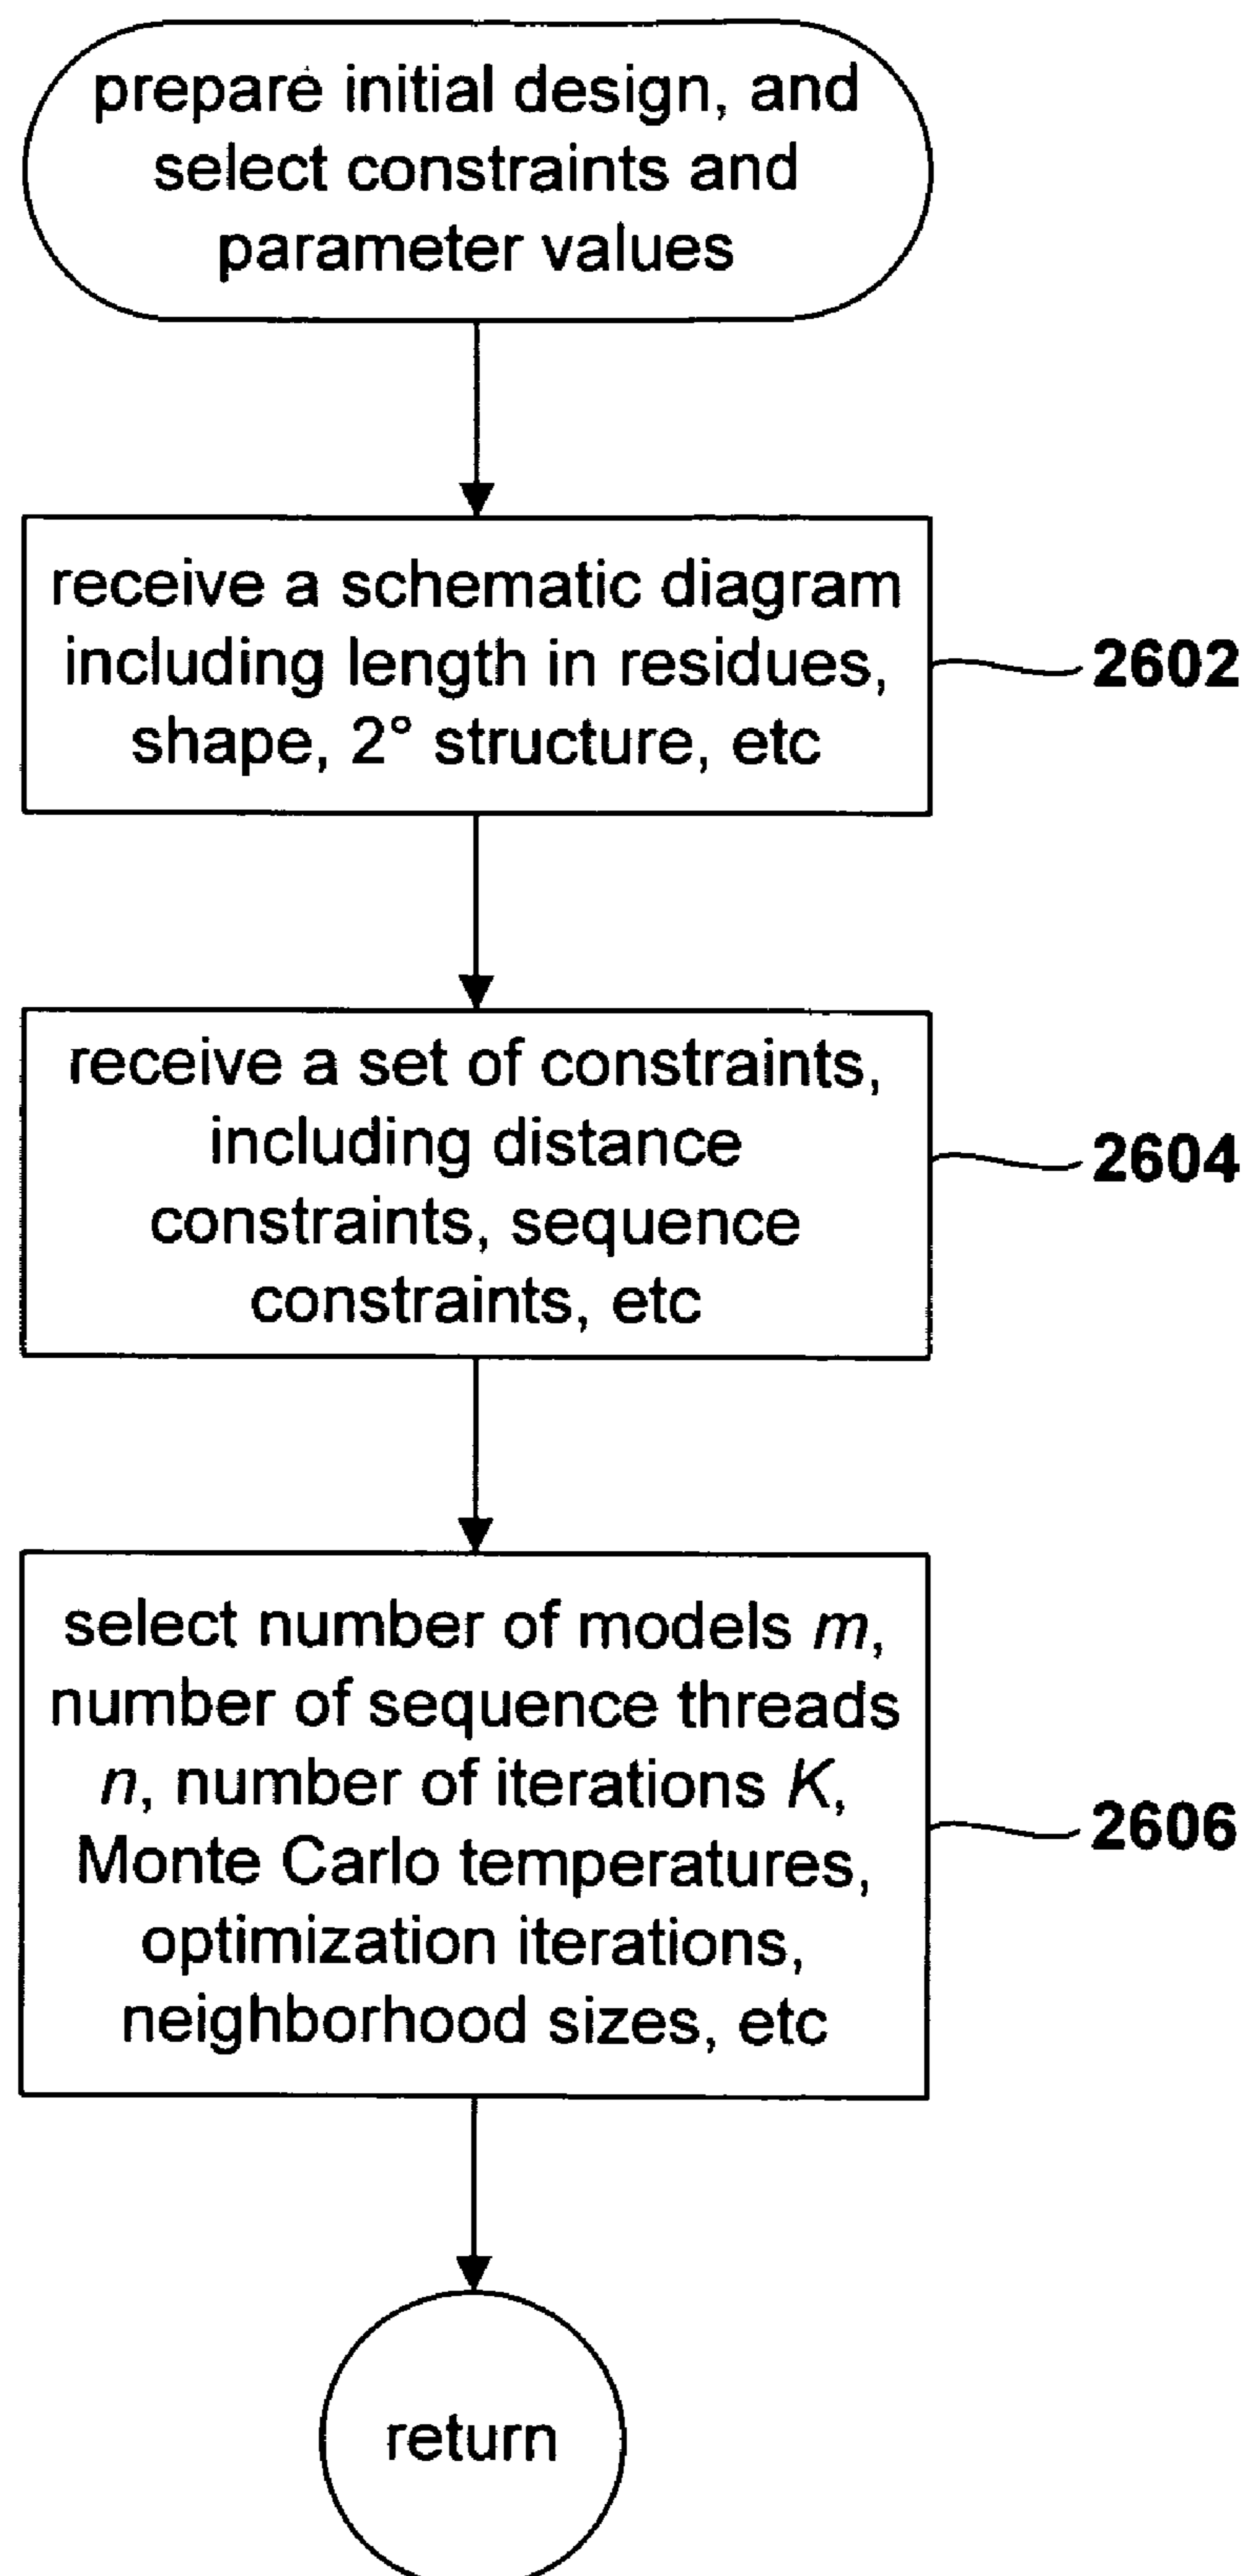 prepare initial design, and
select constraints and
parameter values
receive a schematic diagram
including length in residues,
shape, 2° structure, etc
2602
receive a set of constraints,
including distance
constraints, sequence
constraints, etc
2604
select number of models m,
number of sequence threads
n, number of iterations K,
Monte Carlo temperatures,
optimization iterations,
neighborhood sizes, etc
2606
return